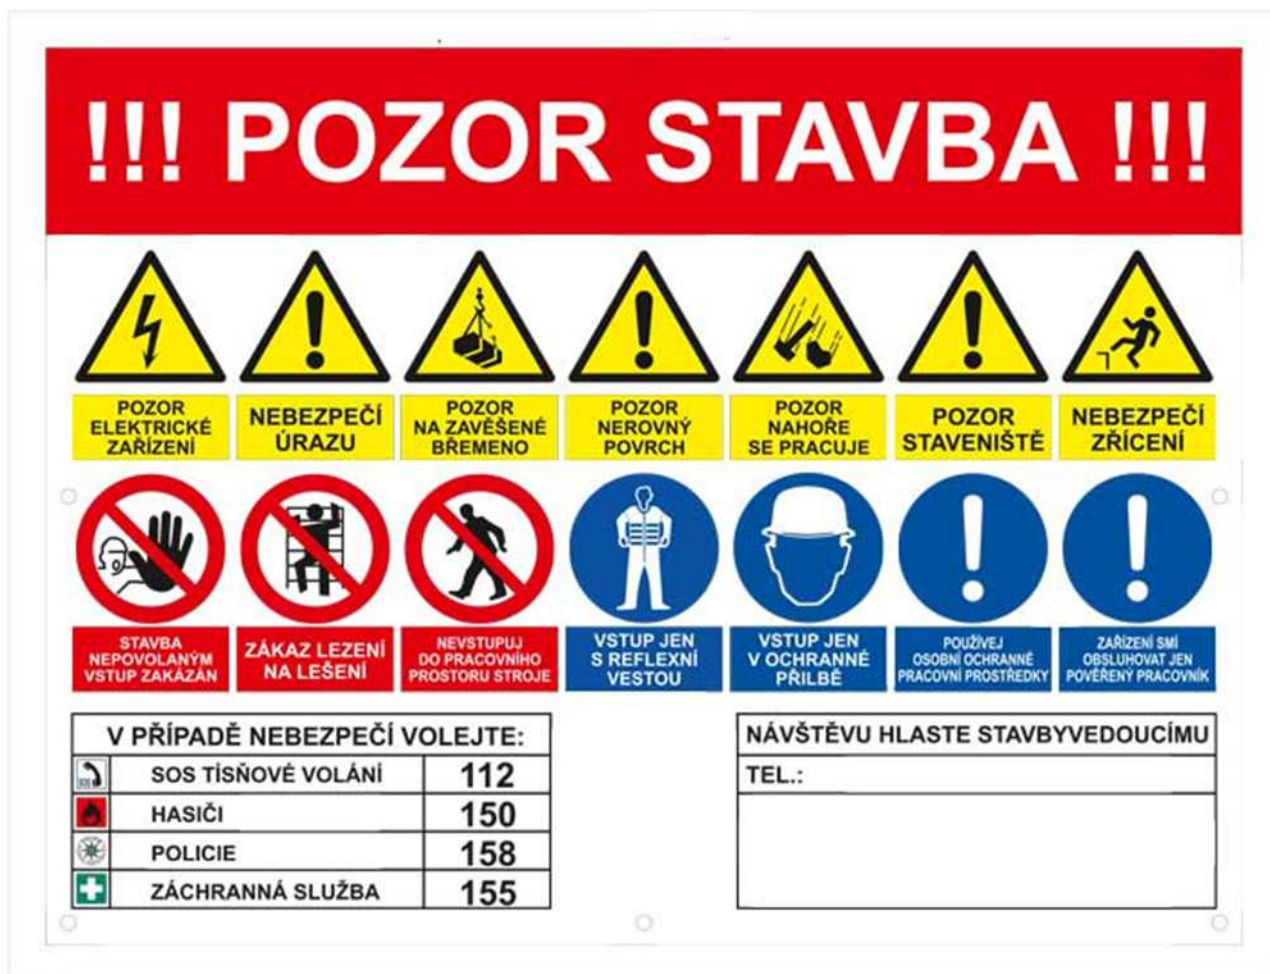 !!! POZOR STAVBA !!!
POZOR
ELEKTRICKÉ
ZAŘÍZENÍ
NEBEZPEČÍ
ÚRAZU
POZOR
NA ZAVĚŠENÉ
BŘEMENO
POZOR
NEROVNÝ
POVRCH
POZOR
NAHOŘE
SE PRACUJE
POZOR
STAVENIŠTĚ
NEBEZPEČÍ
ZŘÍCENÍ
STAVBA
NEPOVOLANÝM
VSTUP ZAKÁZÁN
ZÁKAZ LEZENÍ
NA LEŠENÍ
NEVSTUPUJ
DO PRACOVNÍHO
PROSTORU STROJE
VSTUP JEN
S REFLEXNÍ
VESTOU
VSTUP JEN
V OCHRANNÉ
PŘILBĚ
POUŽÍVEJ
OSOBNÍ OCHRANNÉ
PRACOVNÍ PROSTŘEDKY
ZAŘÍZENÍ SMÍ
OBSLUHOVAT JEN
POVĚŘENÝ PRACOVNÍK
V PŘÍPADĚ NEBEZPEČÍ VOLEJTE:
SOS SOS TÍSŇOVÉ VOLÁNÍ 112
HASIČI 150
POLICIE 158
ZÁCHRANNÁ SLUŽBA 155
NÁVŠTĚVU HLASTE STAVBYVEDOUCÍMU
TEL.: